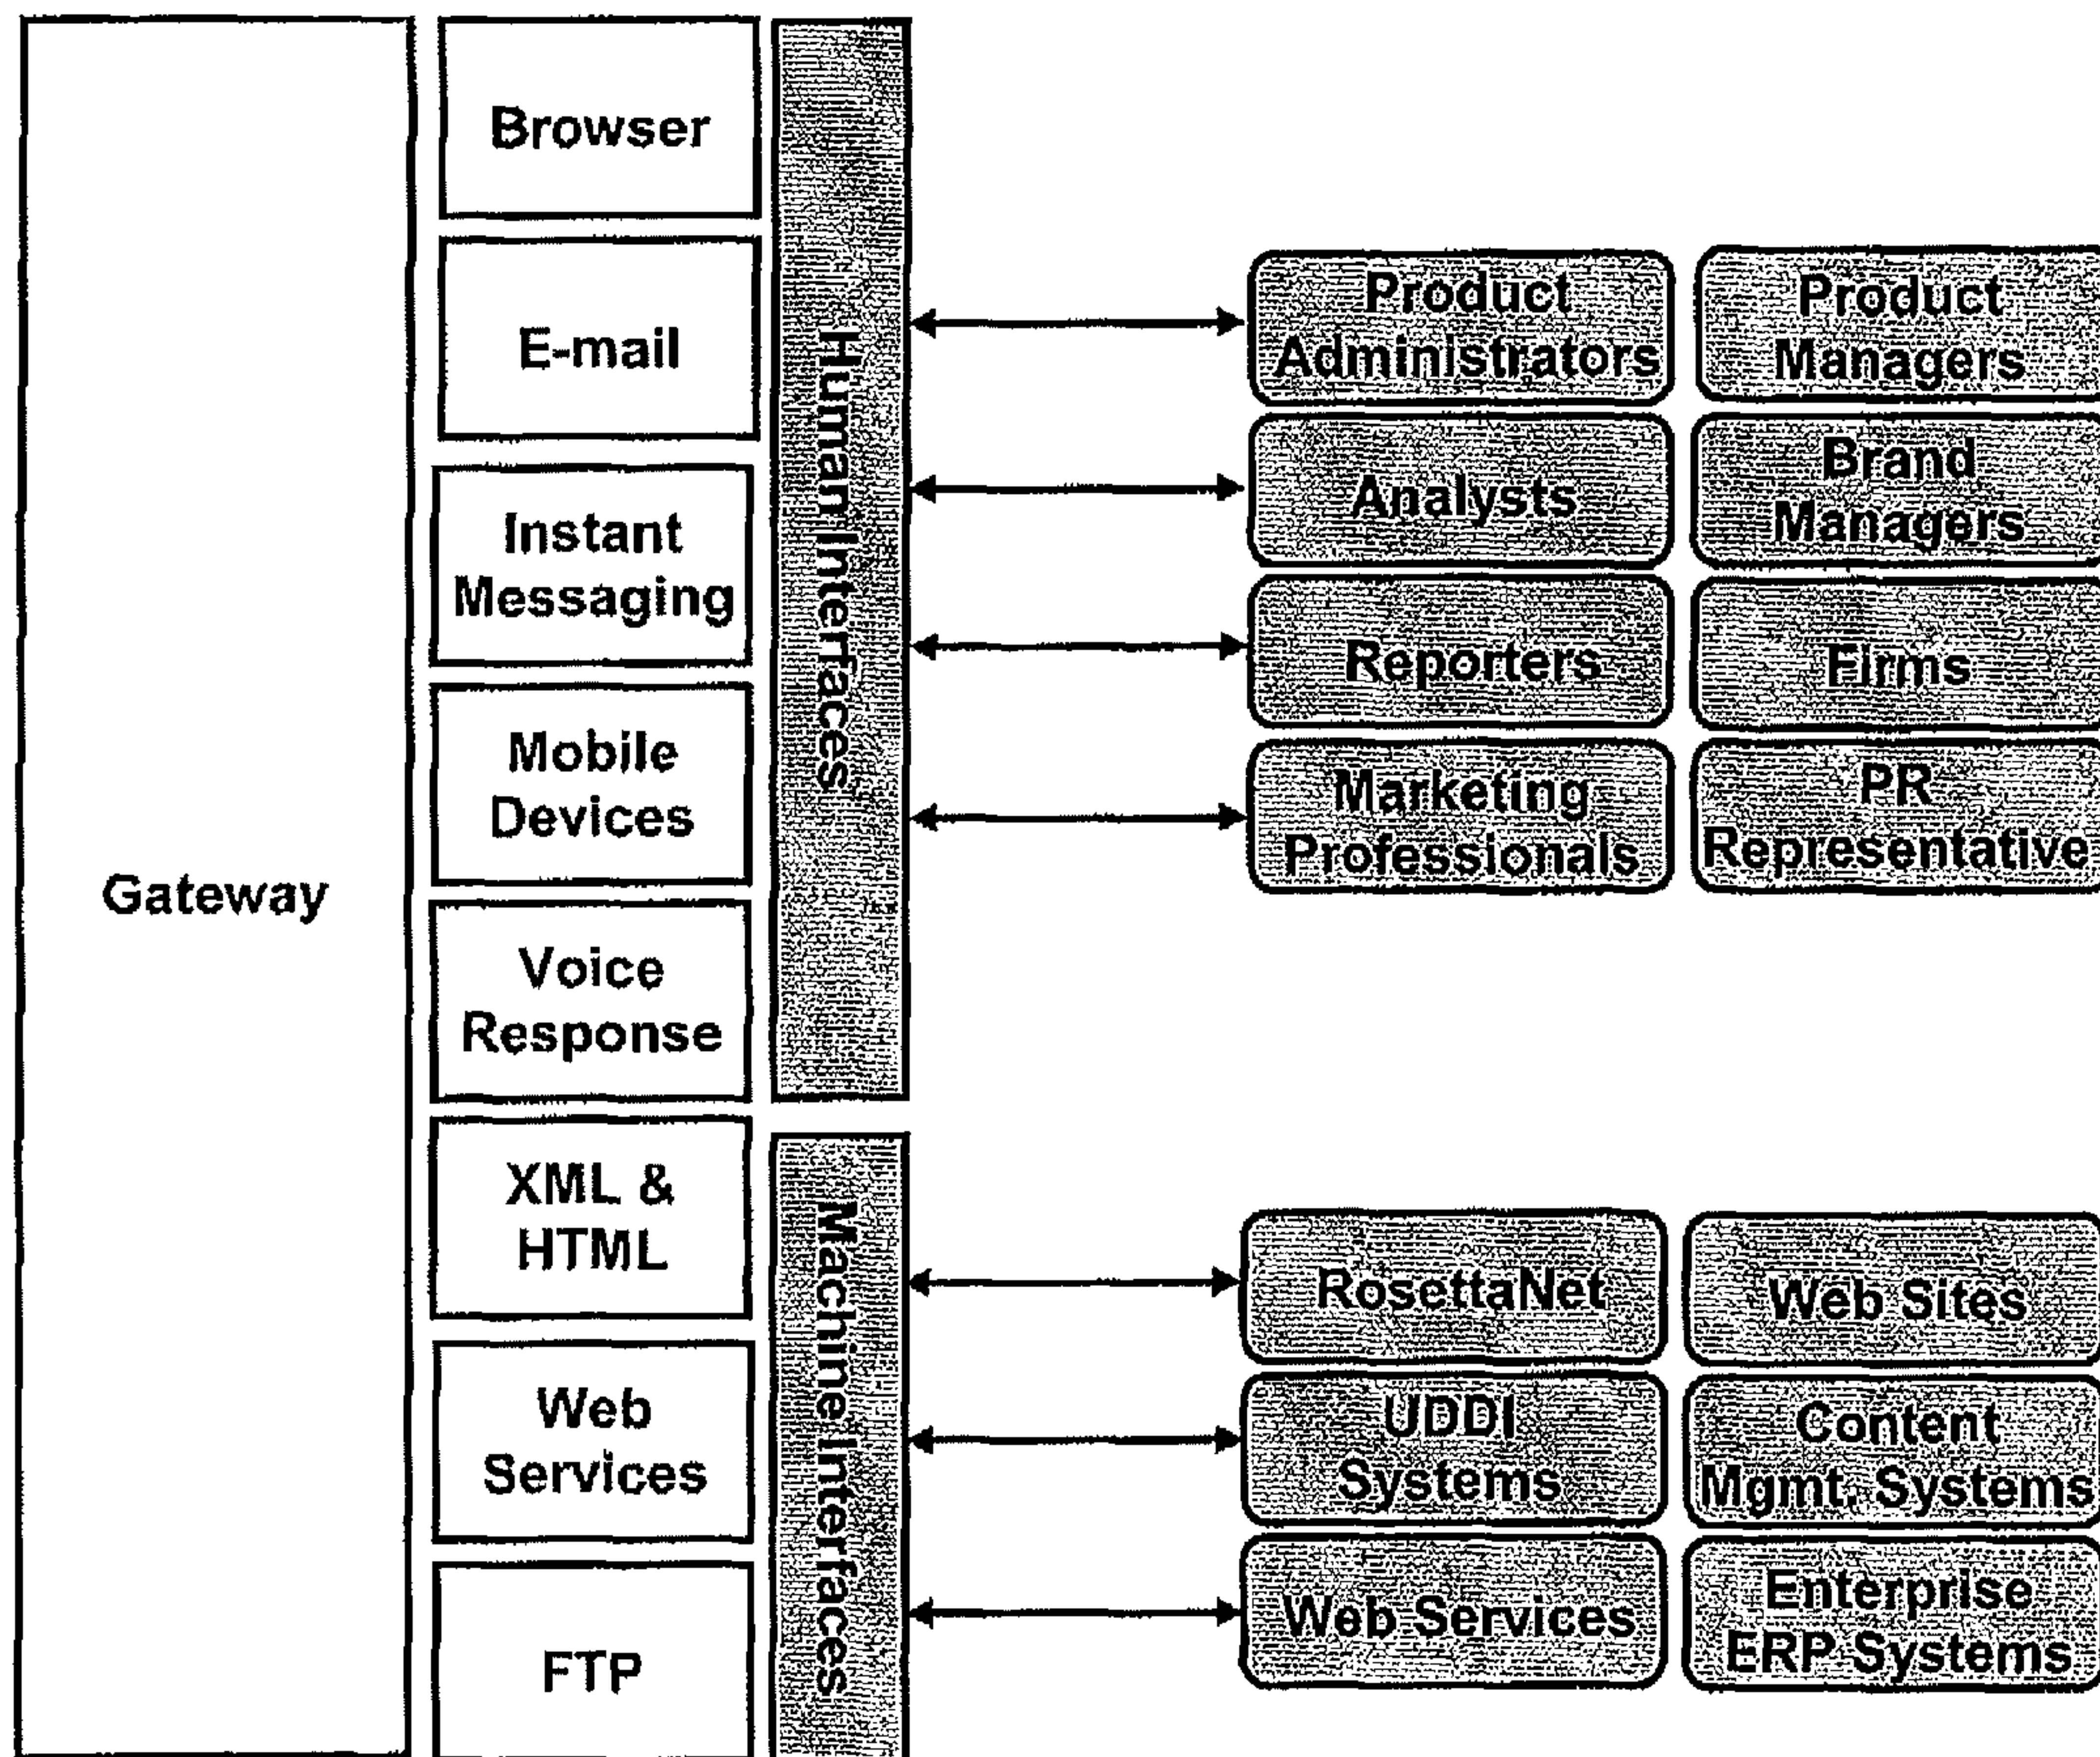 Gateway
Browser
E-mail
Instant
Messaging
Mobile
Devices
Voice
Response
XML &
HTML
Web
Services
FTP
Human Interfaces
Machine Interfaces
Product
Administrators
Product
Managers
Analysts
Brand
Managers
Reporters
Firms
Marketing
Professionals
PR
Representative
RosettaNet
Web Sites
UDDI
Systems
Content
Mgmt. Systems
Web Services
Enterprise
ERP Systems